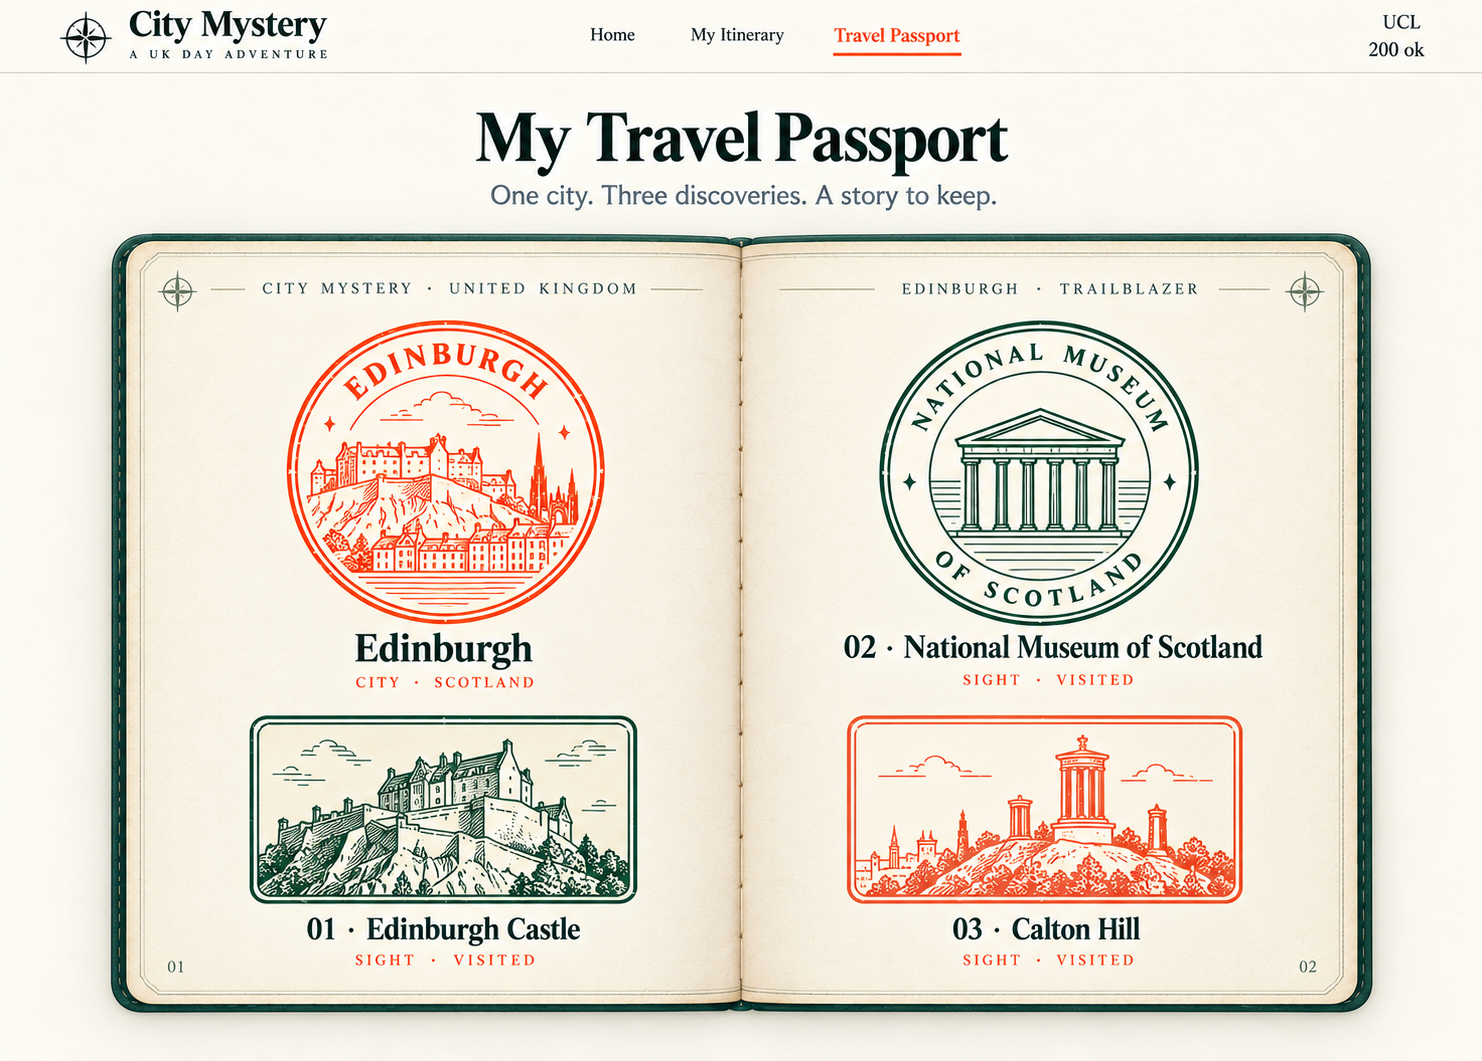 City Mystery
A UK DAY ADVENTURE
Home
My Itinerary
Travel Passport
UCL
200 ok
My Travel Passport
One city. Three discoveries. A story to keep.
CITY MYSTERY · UNITED KINGDOM
EDINBURGH
Edinburgh
CITY · SCOTLAND
01 · Edinburgh Castle
SIGHT · VISITED
01
EDINBURGH · TRAILBLAZER
NATIONAL MUSEUM
OF SCOTLAND
02 · National Museum of Scotland
SIGHT · VISITED
03 · Calton Hill
SIGHT · VISITED
02